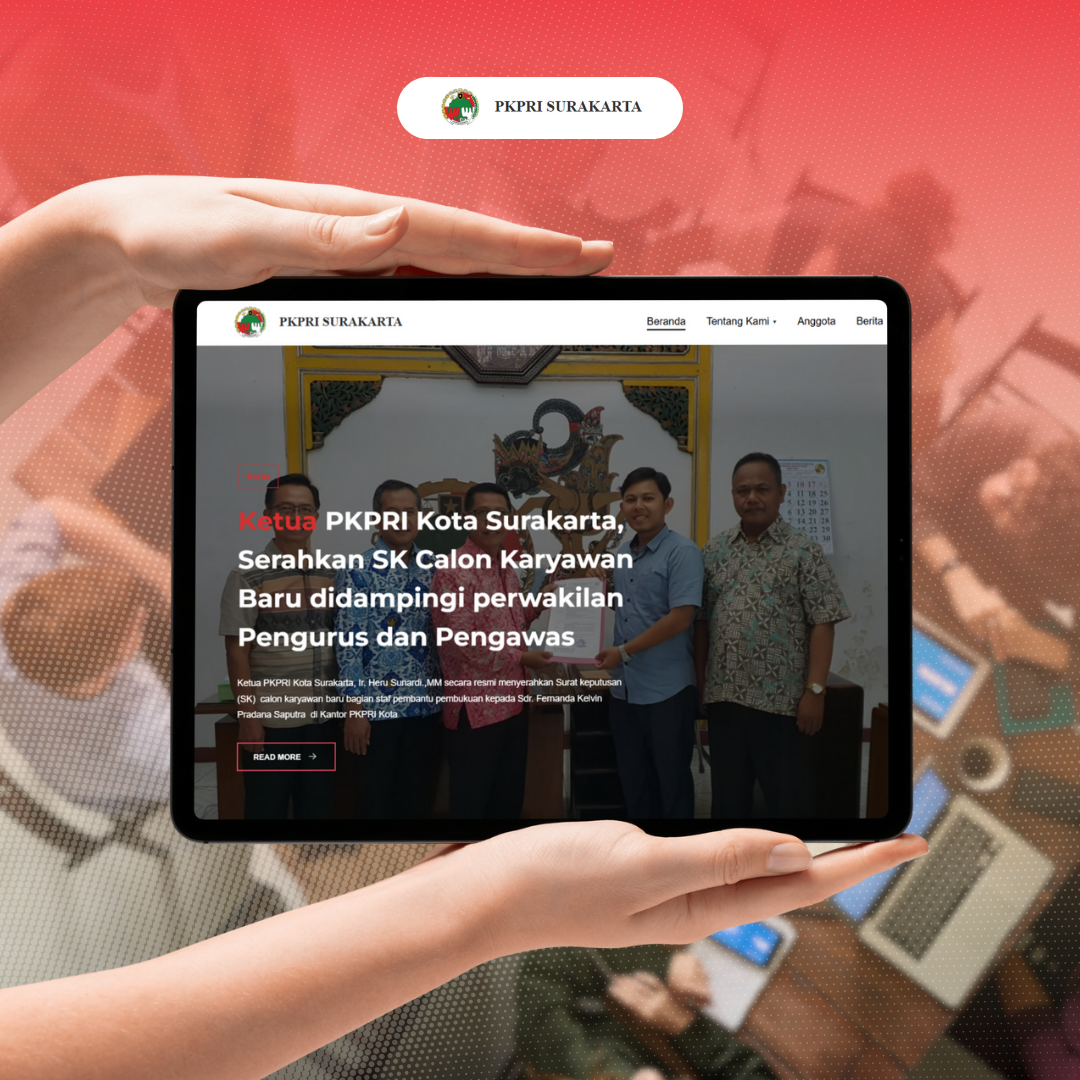 PKPRI SURAKARTA
PKPRI SURAKARTA
Beranda Tentang Kami Anggota Berita
Ketua PKPRI Kota Surakarta,
Serahkan SK Calon Karyawan
Baru didampingi perwakilan
Pengurus dan Pengawas
Ketua PKPRI Kota Surakarta, Ir. Heru Sunardi.,MM secara resmi menyerahkan Surat keputusan
(SK) calon karyawan baru bagian staf pembantu pembukuan kepada Sdr. Fernanda Kelvin
Pradana Saputra di Kantor PKPRI Kota
READ MORE →